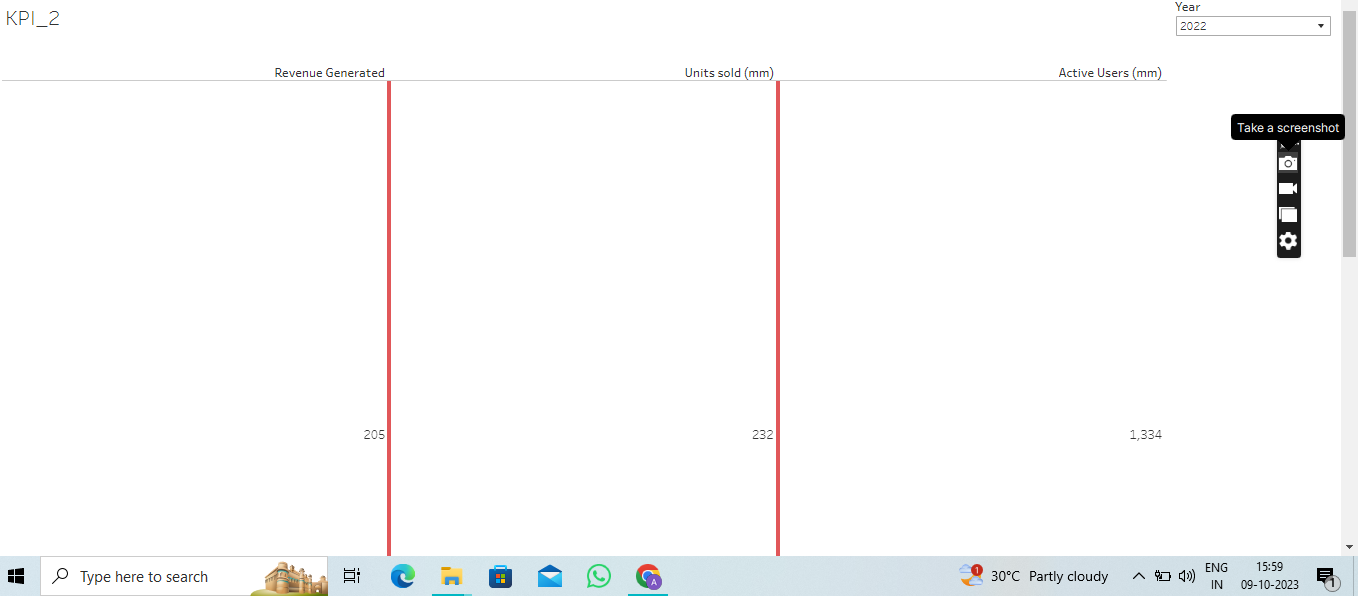 KPI_2
Year
2022
Revenue Generated
Units sold (mm)
Active Users (mm)
Take a screenshot
205
232
1,334
Type here to search
1
30°C Partly cloudy
ENG
IN
15:59
09-10-2023
A
1